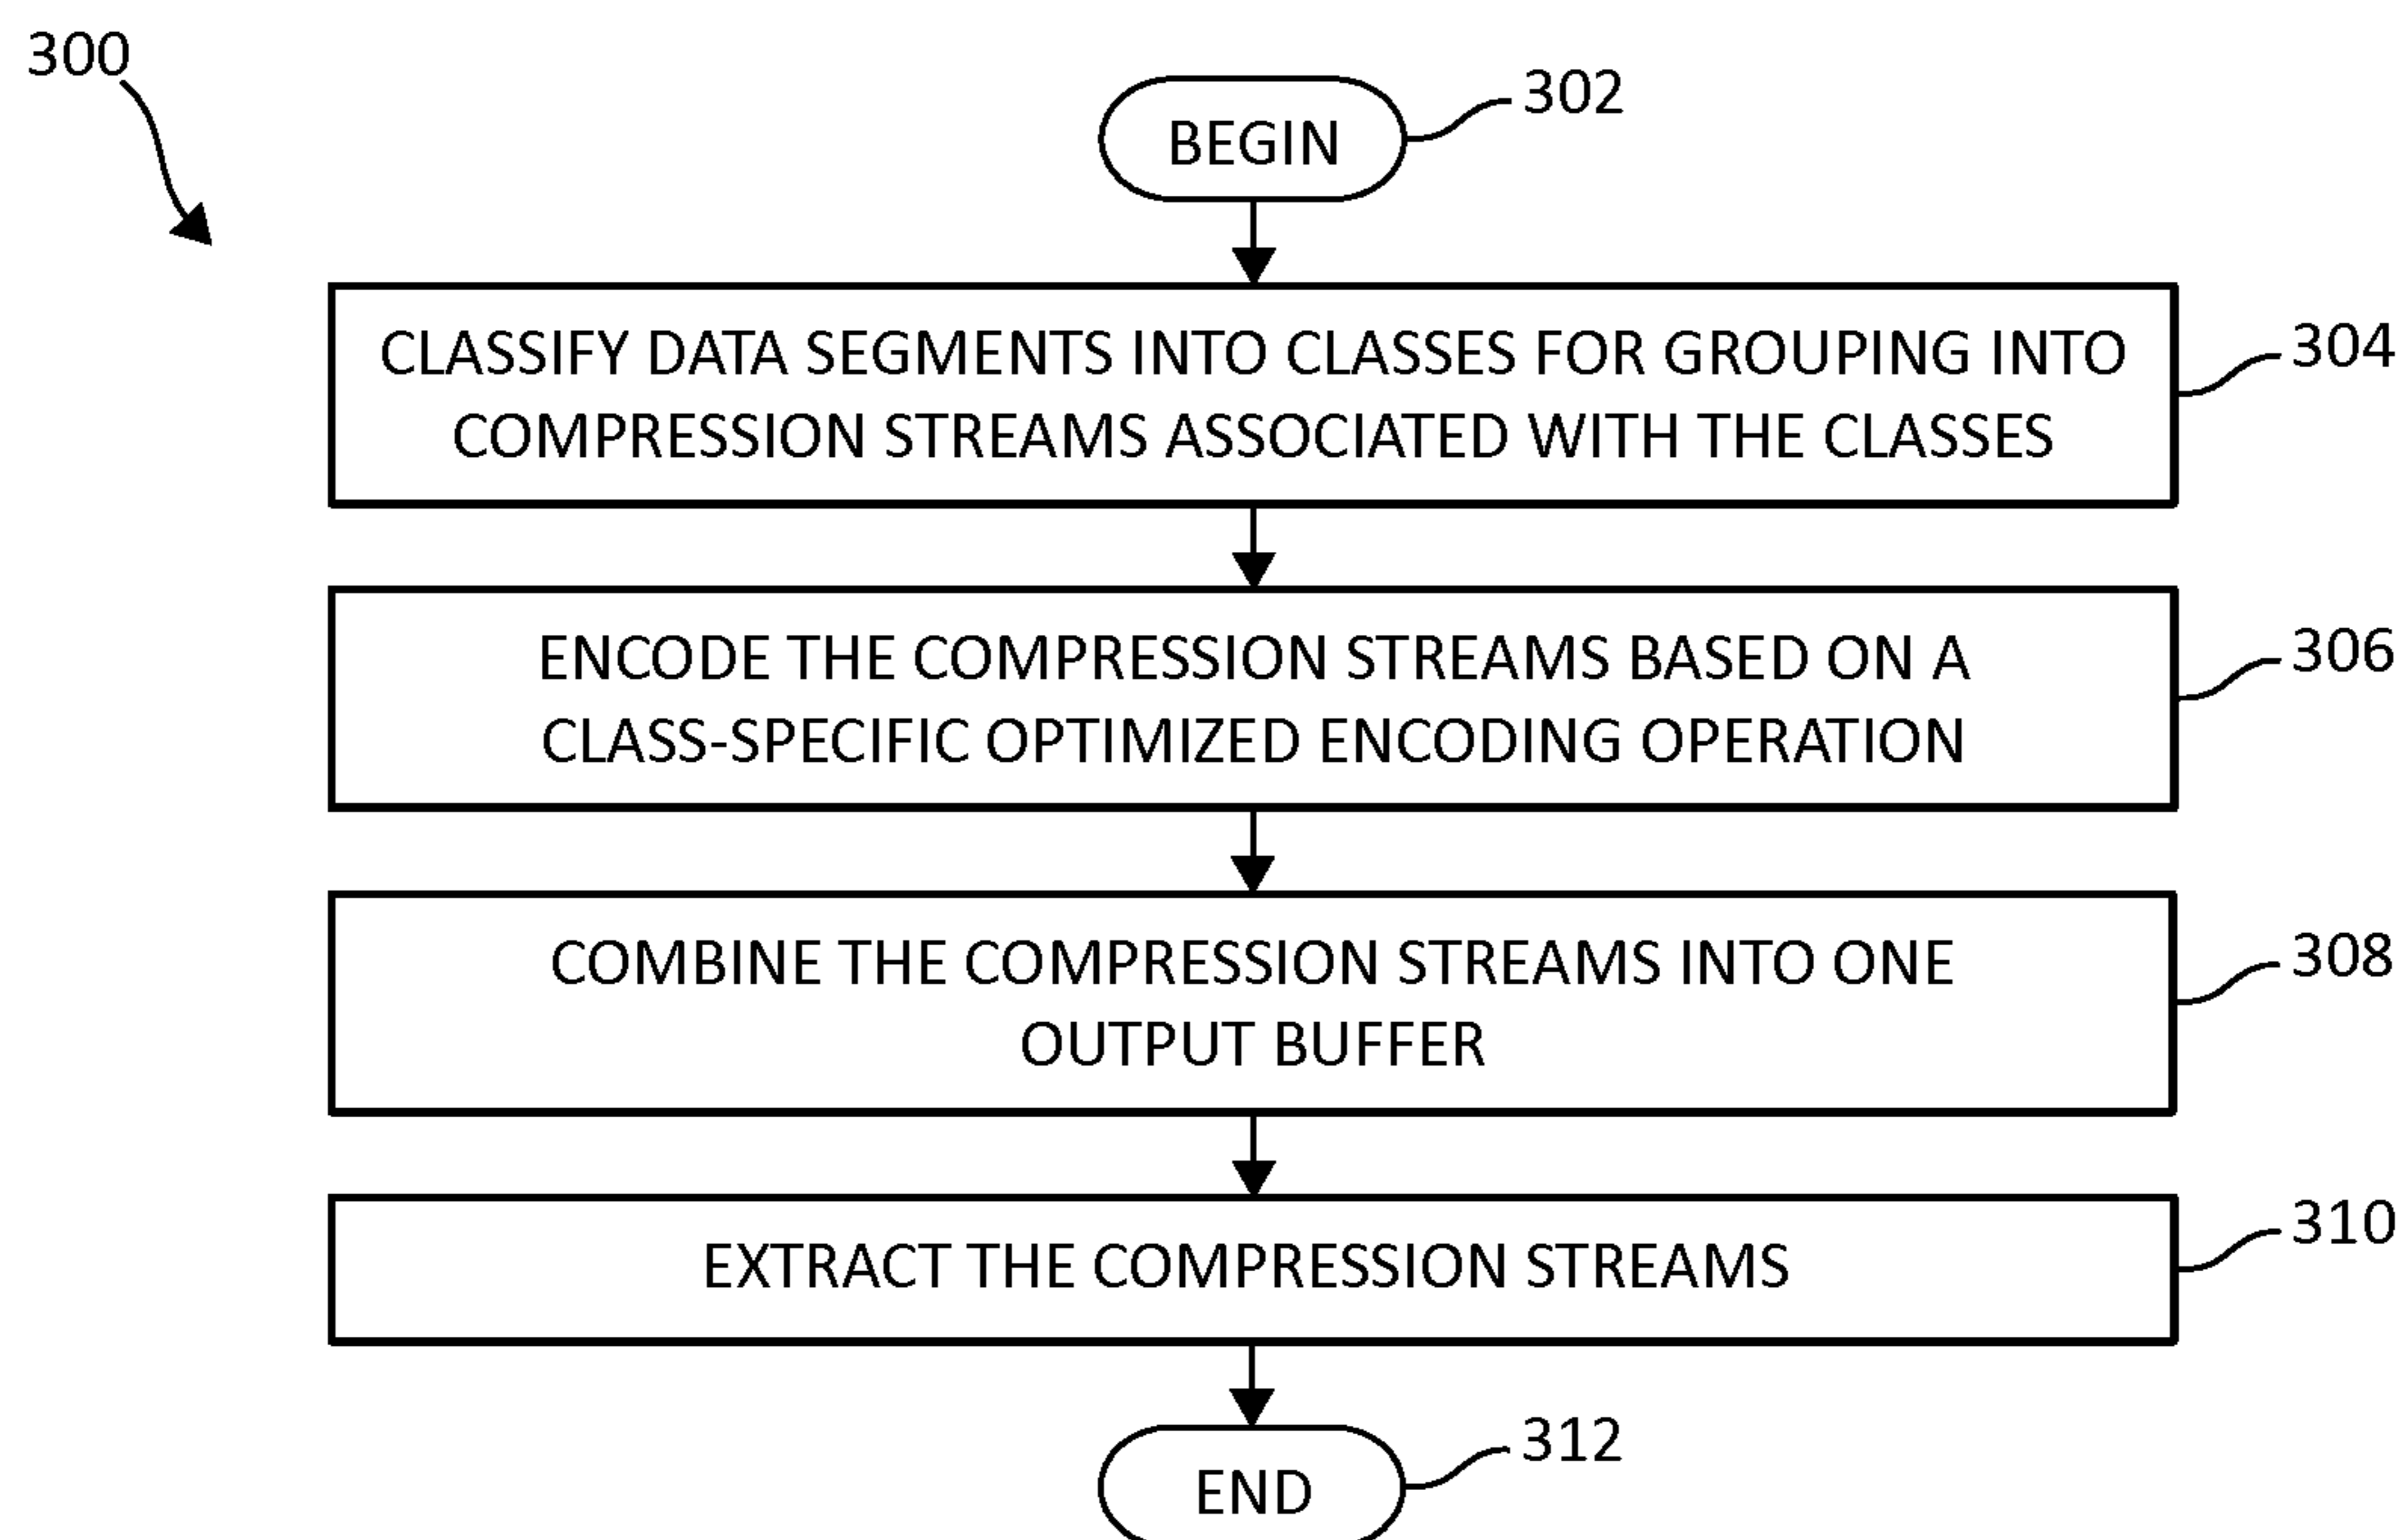 300
BEGIN
302
CLASSIFY DATA SEGMENTS INTO CLASSES FOR GROUPING INTO
COMPRESSION STREAMS ASSOCIATED WITH THE CLASSES
304
ENCODE THE COMPRESSION STREAMS BASED ON A
CLASS-SPECIFIC OPTIMIZED ENCODING OPERATION
306
COMBINE THE COMPRESSION STREAMS INTO ONE
OUTPUT BUFFER
308
EXTRACT THE COMPRESSION STREAMS
310
END
312